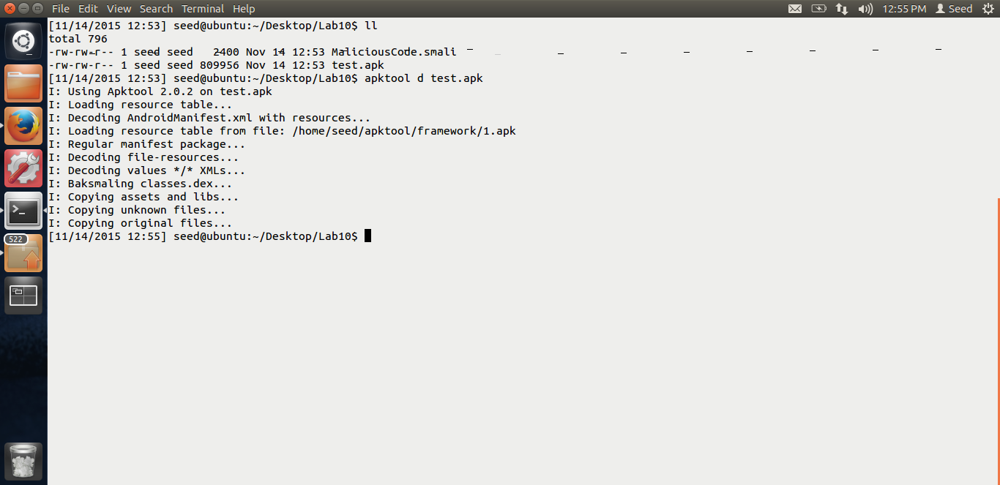 File Edit View Search Terminal Help 12:55 PM Seed
[11/14/2015 12:53] seed@ubuntu:~/Desktop/Lab10$ ll
total 796
-rw-rw-r-- 1 seed seed   2400 Nov 14 12:53 MaliciousCode.smali
-rw-rw-r-- 1 seed seed 809956 Nov 14 12:53 test.apk
[11/14/2015 12:53] seed@ubuntu:~/Desktop/Lab10$ apktool d test.apk
I: Using Apktool 2.0.2 on test.apk
I: Loading resource table...
I: Decoding AndroidManifest.xml with resources...
I: Loading resource table from file: /home/seed/apktool/framework/1.apk
I: Regular manifest package...
I: Decoding file-resources...
I: Decoding values */* XMLs...
I: Baksmaling classes.dex...
I: Copying assets and libs...
I: Copying unknown files...
I: Copying original files...
[11/14/2015 12:55] seed@ubuntu:~/Desktop/Lab10$
522